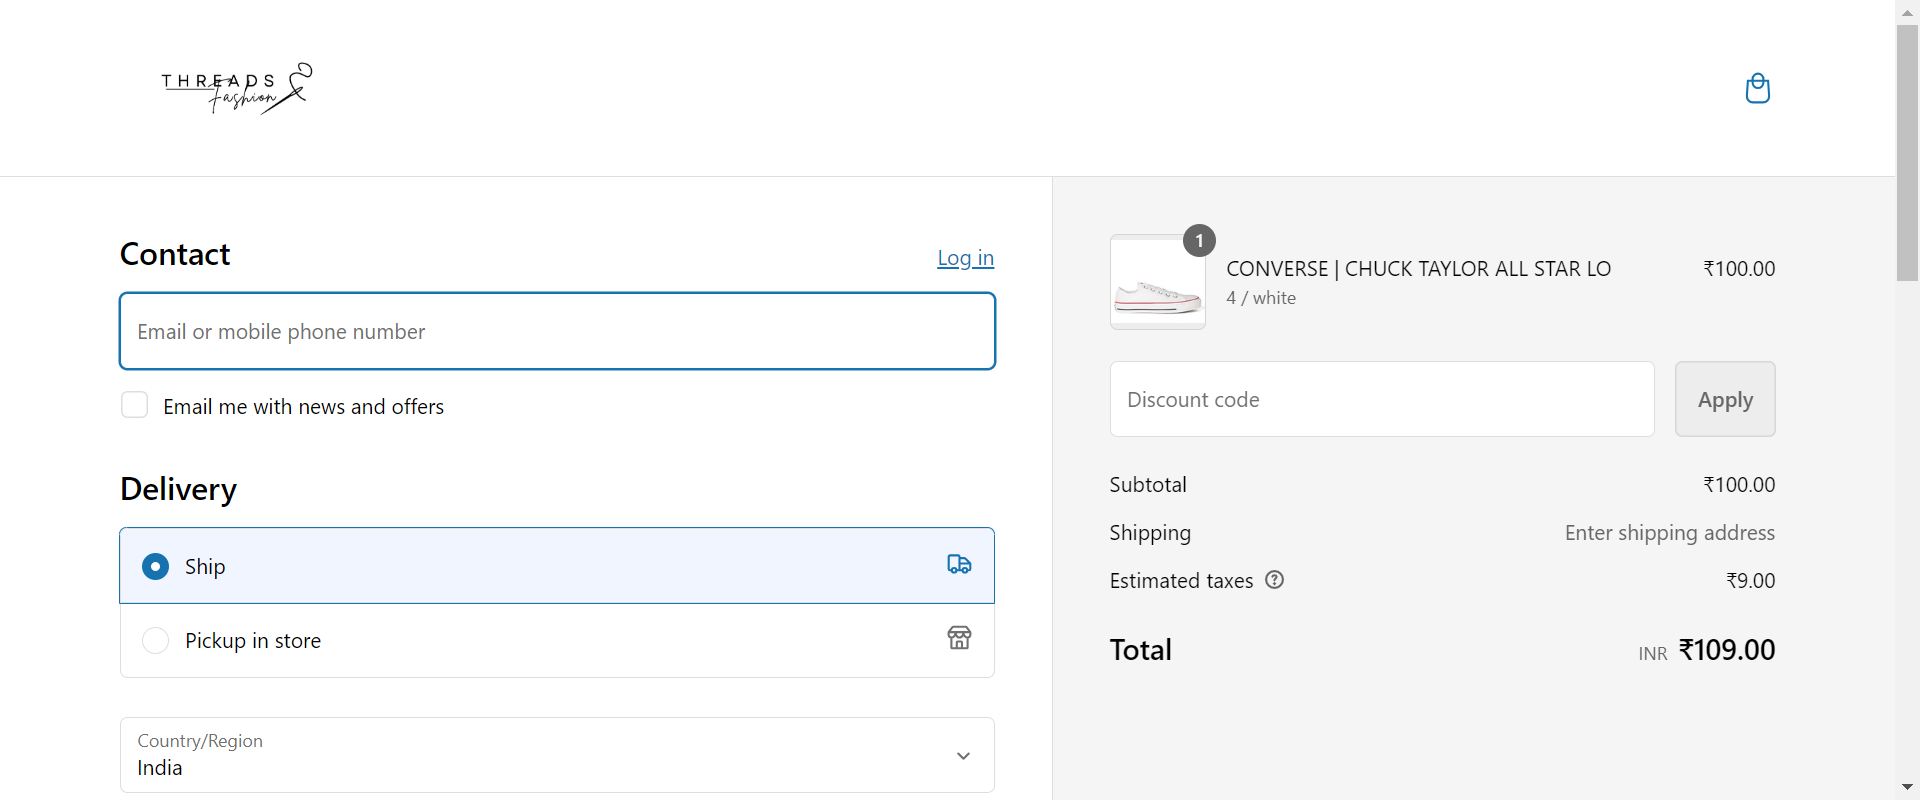 THREADS
Fashion
Contact
Log in
Email or mobile phone number
Email me with news and offers
Delivery
Ship
Pickup in store
Country/Region
India
1
CONVERSE | CHUCK TAYLOR ALL STAR LO
₹100.00
4 / white
Discount code
Apply
Subtotal
₹100.00
Shipping
Enter shipping address
Estimated taxes
₹9.00
Total
INR ₹109.00